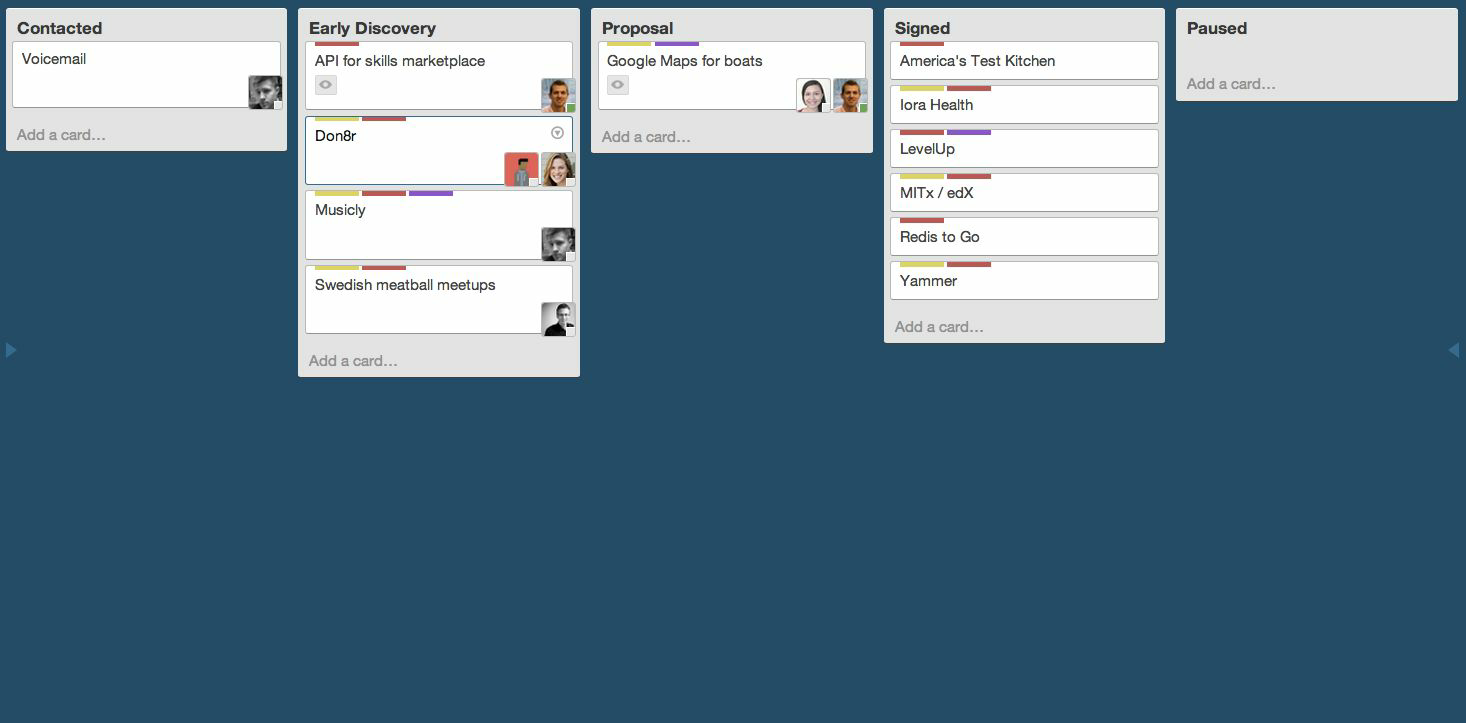 Contacted
Voicemail
Add a card…
Early Discovery
API for skills marketplace
Don8r
Musicly
Swedish meatball meetups
Add a card…
Proposal
Google Maps for boats
Add a card…
Signed
America's Test Kitchen
Iora Health
LevelUp
MITx / edX
Redis to Go
Yammer
Add a card…
Paused
Add a card…